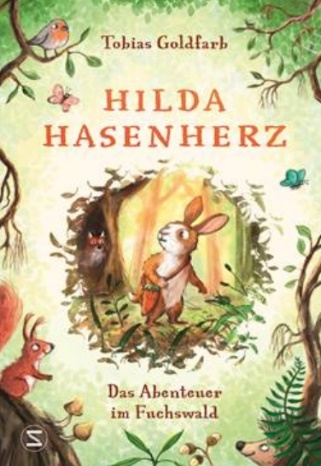 Tobias Goldfarb
HILDA
HASENHERZ
Das Abenteuer
im Fuchswald
S